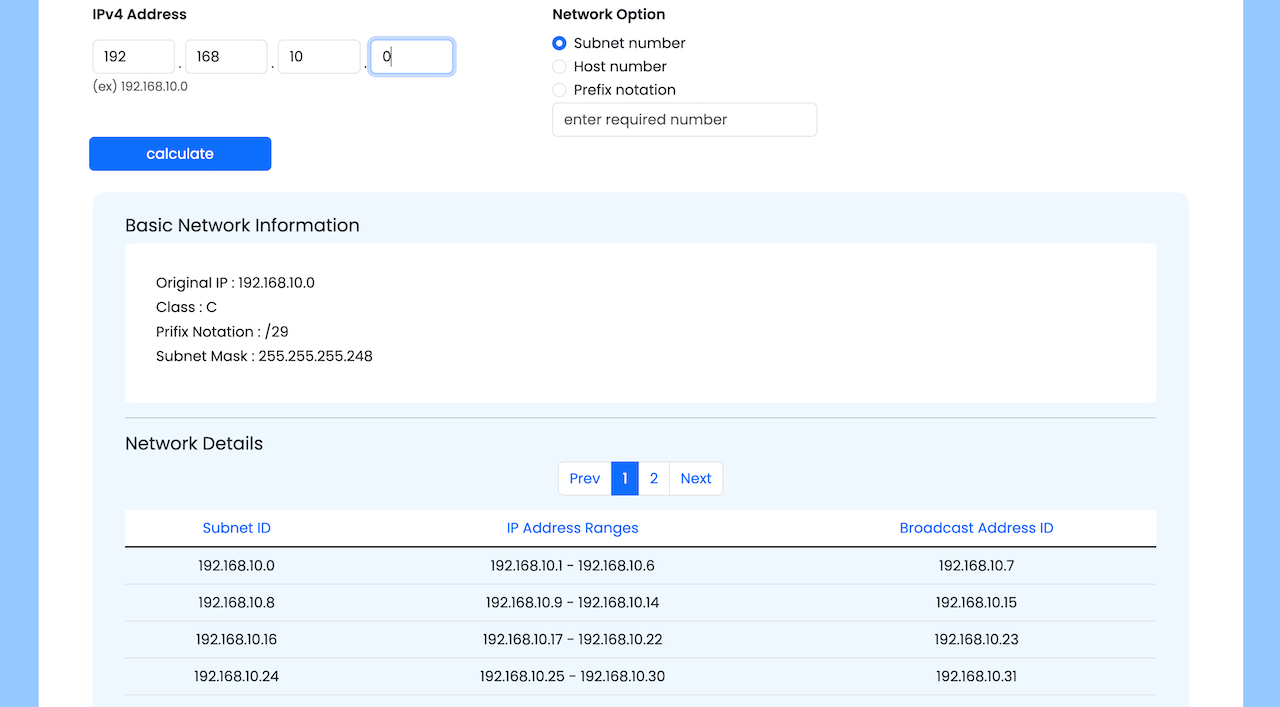 IPv4 Address
192 . 168 . 10 . 0
(ex) 192.168.10.0
calculate
Network Option
Subnet number
Host number
Prefix notation
enter required number
Basic Network Information
Original IP : 192.168.10.0
Class : C
Prifix Notation : /29
Subnet Mask : 255.255.255.248
Network Details
Prev 1 2 Next
Subnet ID IP Address Ranges Broadcast Address ID
192.168.10.0 192.168.10.1 - 192.168.10.6 192.168.10.7
192.168.10.8 192.168.10.9 - 192.168.10.14 192.168.10.15
192.168.10.16 192.168.10.17 - 192.168.10.22 192.168.10.23
192.168.10.24 192.168.10.25 - 192.168.10.30 192.168.10.31